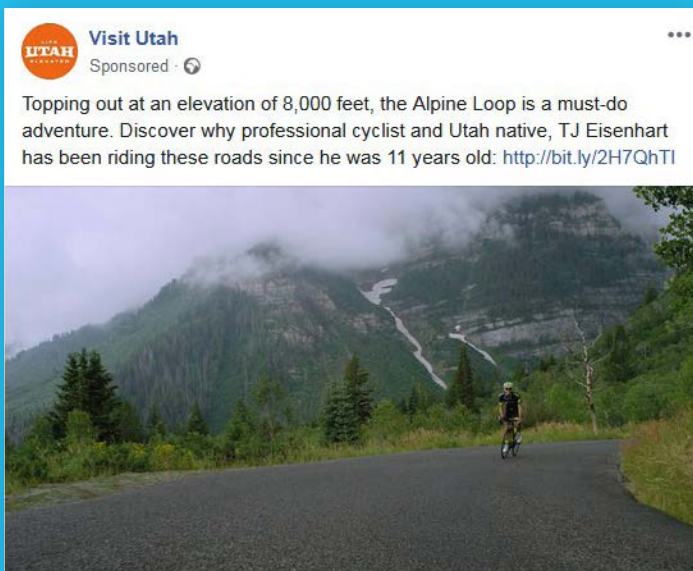 LIFE
UTAH
ELEVATED
Visit Utah
Sponsored ·
Topping out at an elevation of 8,000 feet, the Alpine Loop is a must-do
adventure. Discover why professional cyclist and Utah native, TJ Eisenhart
has been riding these roads since he was 11 years old: http://bit.ly/2H7QhTI